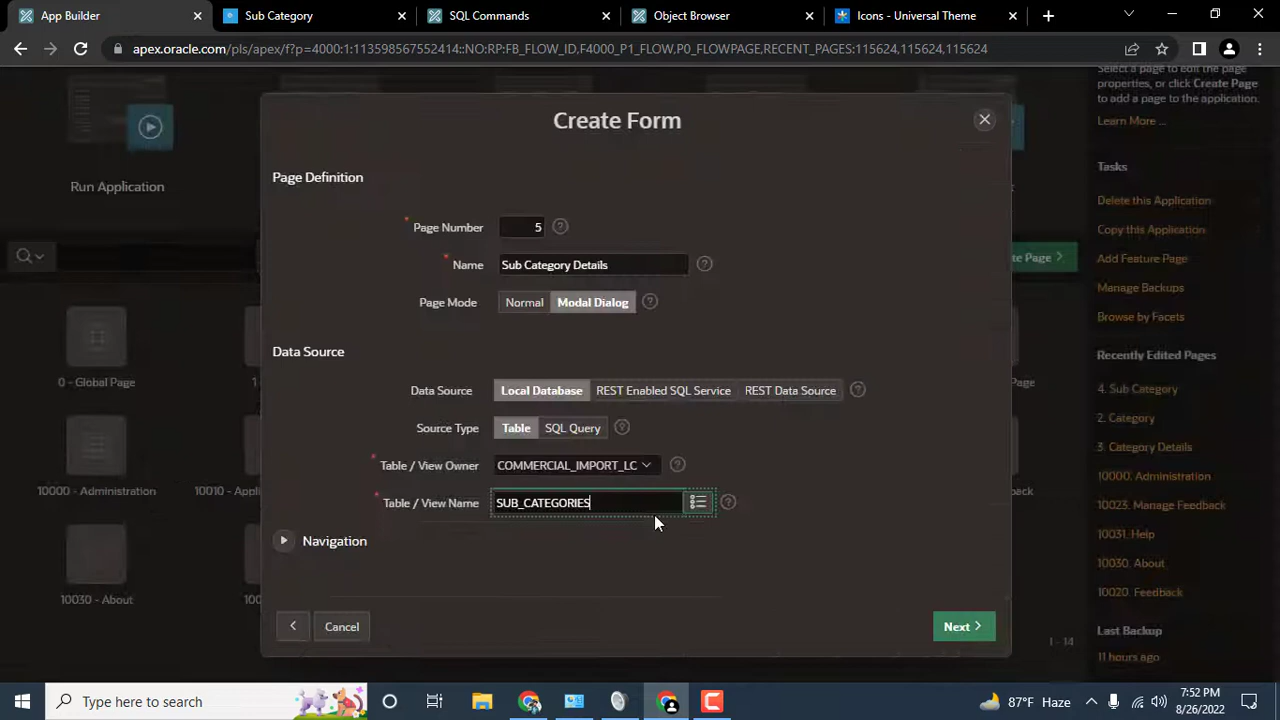 App Builder
Sub Category
SQL Commands
Object Browser
Icons - Universal Theme
apex.oracle.com/pls/apex/f?p=4000:1:113598567552414::NO:RP:FB_FLOW_ID,F4000_P1_FLOW,P0_FLOWPAGE,RECENT_PAGES:115624,115624,115624
Select a page to edit the page
properties, or click Create Page
to add a page to the application.
Learn More ...
Run Application
Create Form
Page Definition
Page Number
5
Name
Sub Category Details
Page Mode
Normal
Modal Dialog
Data Source
Data Source
Local Database
REST Enabled SQL Service
REST Data Source
Source Type
Table
SQL Query
Table / View Owner
COMMERCIAL_IMPORT_LC
Table / View Name
SUB_CATEGORIES
Navigation
Cancel
Next
Tasks
Delete this Application
Copy this Application
Add Feature Page
Manage Backups
Browse by Facets
Recently Edited Pages
4. Sub Category
2. Category
3. Category Details
10000. Administration
10023. Manage Feedback
10031. Help
10030. About
10020. Feedback
Last Backup
11 hours ago
0 - Global Page
10000 - Administration
10030 - About
1 - 14
Type here to search
87°F Haze
7:52 PM
8/26/2022